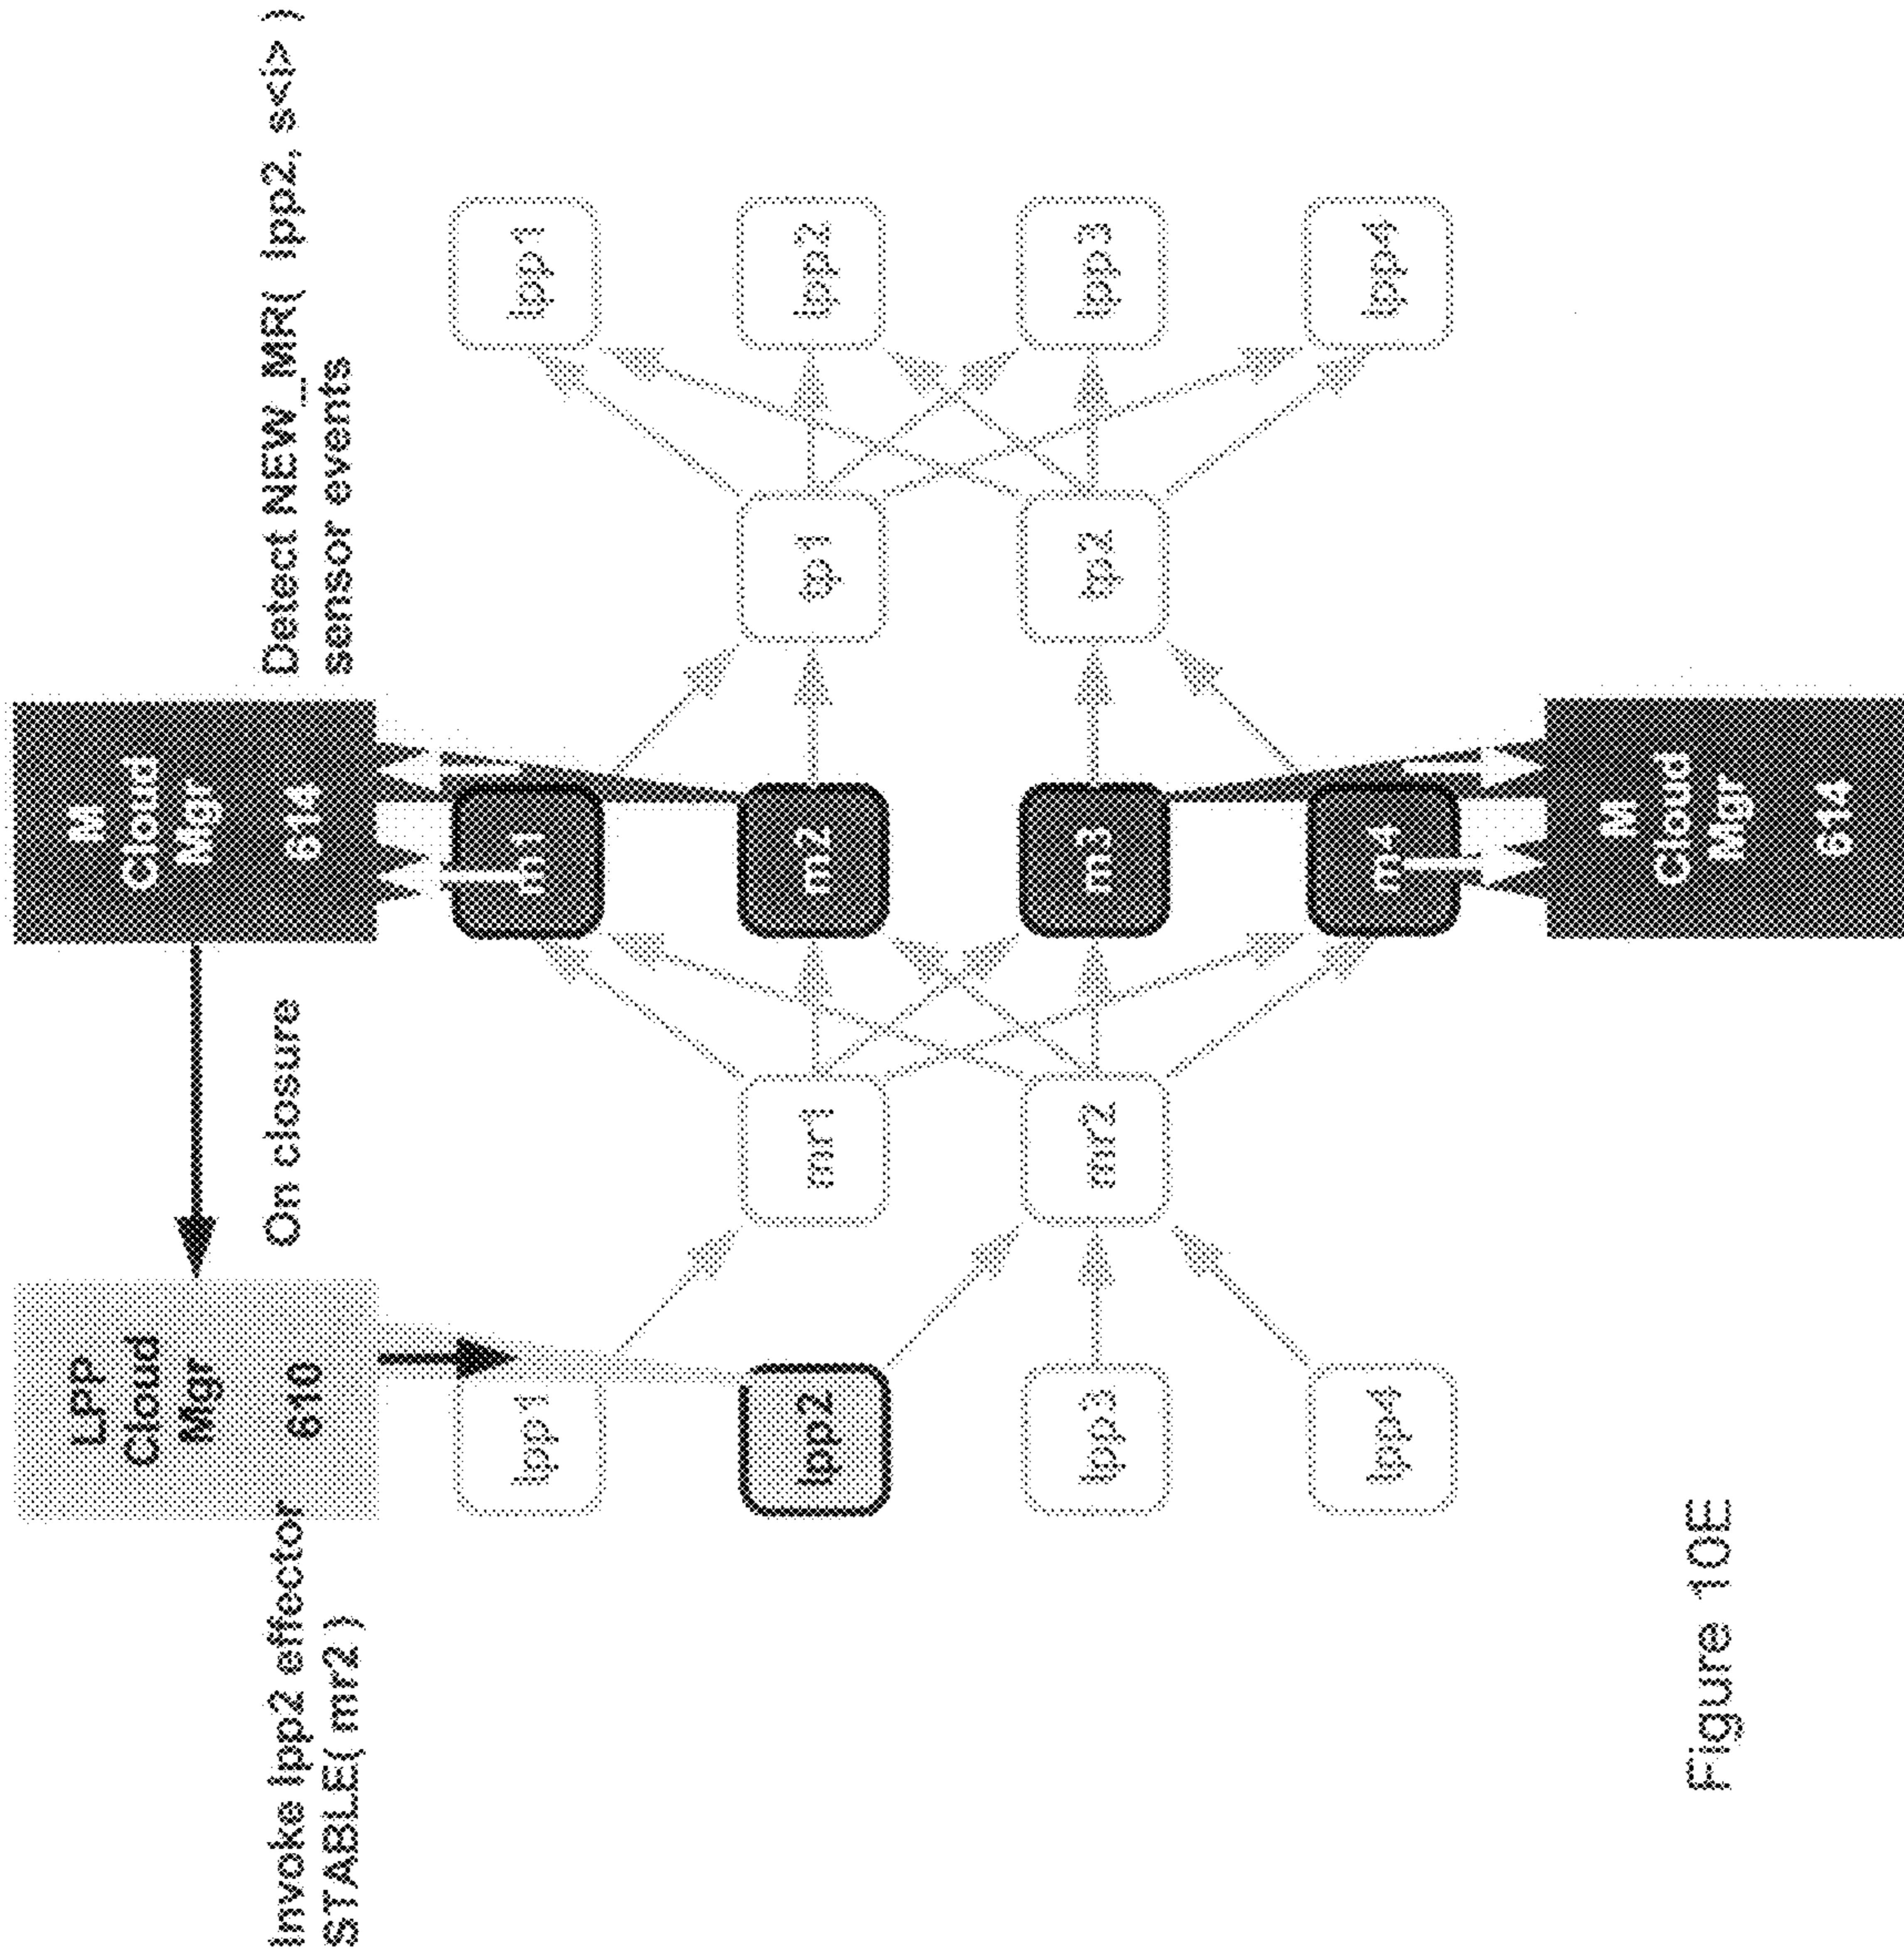 LPP
Cloud
Mgr
610
M
Cloud
Mgr
614
Invoke lpp2 effector
STABLE( mr2 )
On closure
Detect NEW_MR( lpp2, s<i> )
sensor events
lpp1
m1
lpp1
lpp2
mr1
m2
lp1
lpp2
lpp3
mr2
m3
lp2
lpp3
lpp4
m4
lpp4
M
Cloud
Mgr
614
Figure 10E